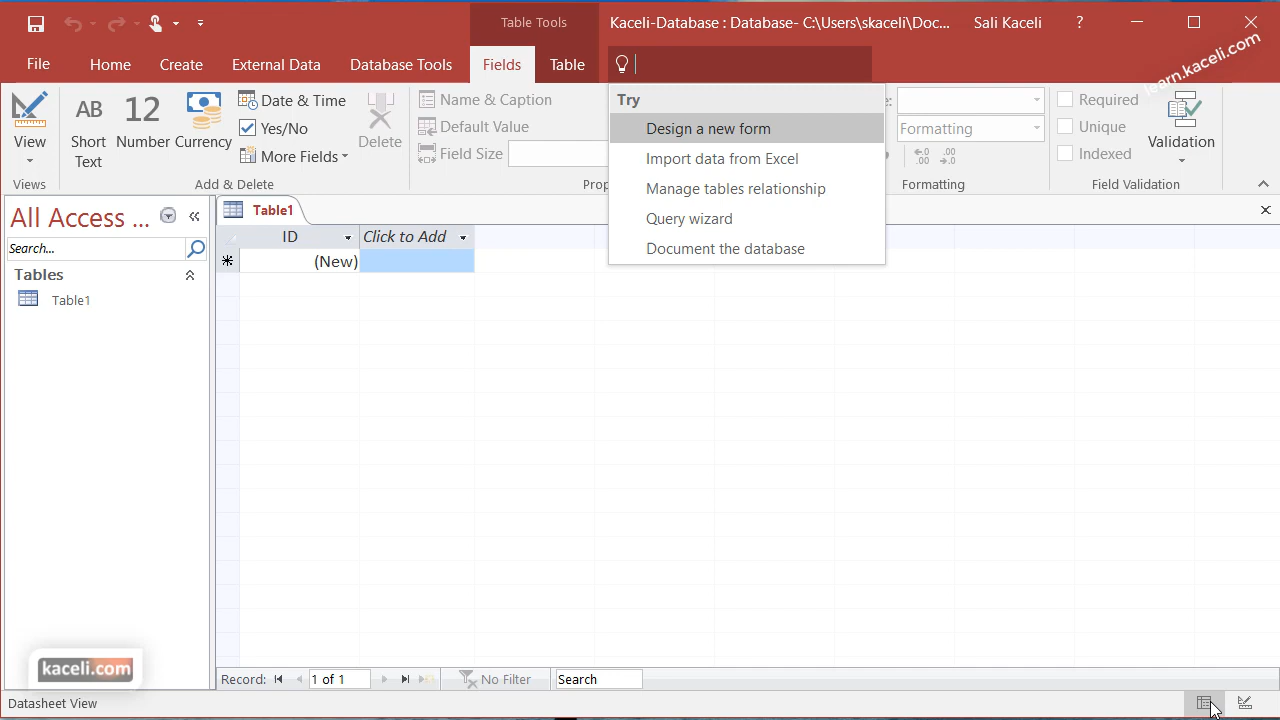 Table Tools
Kaceli-Database : Database- C:\Users\skaceli\Doc...
Sali Kaceli
?
File
Home
Create
External Data
Database Tools
Fields
Table
learn.kaceli.com
View
Views
AB
Short
Text
12
Number
Currency
Date & Time
Yes/No
More Fields
Delete
Add & Delete
Name & Caption
Default Value
Field Size
Prop
e:
Formatting
Formatting
Required
Unique
Indexed
Validation
Field Validation
Try
Design a new form
Import data from Excel
Manage tables relationship
Query wizard
Document the database
All Access ...
Search...
Tables
Table1
Table1
ID
Click to Add
(New)
kaceli.com
Record:
1 of 1
No Filter
Search
Datasheet View